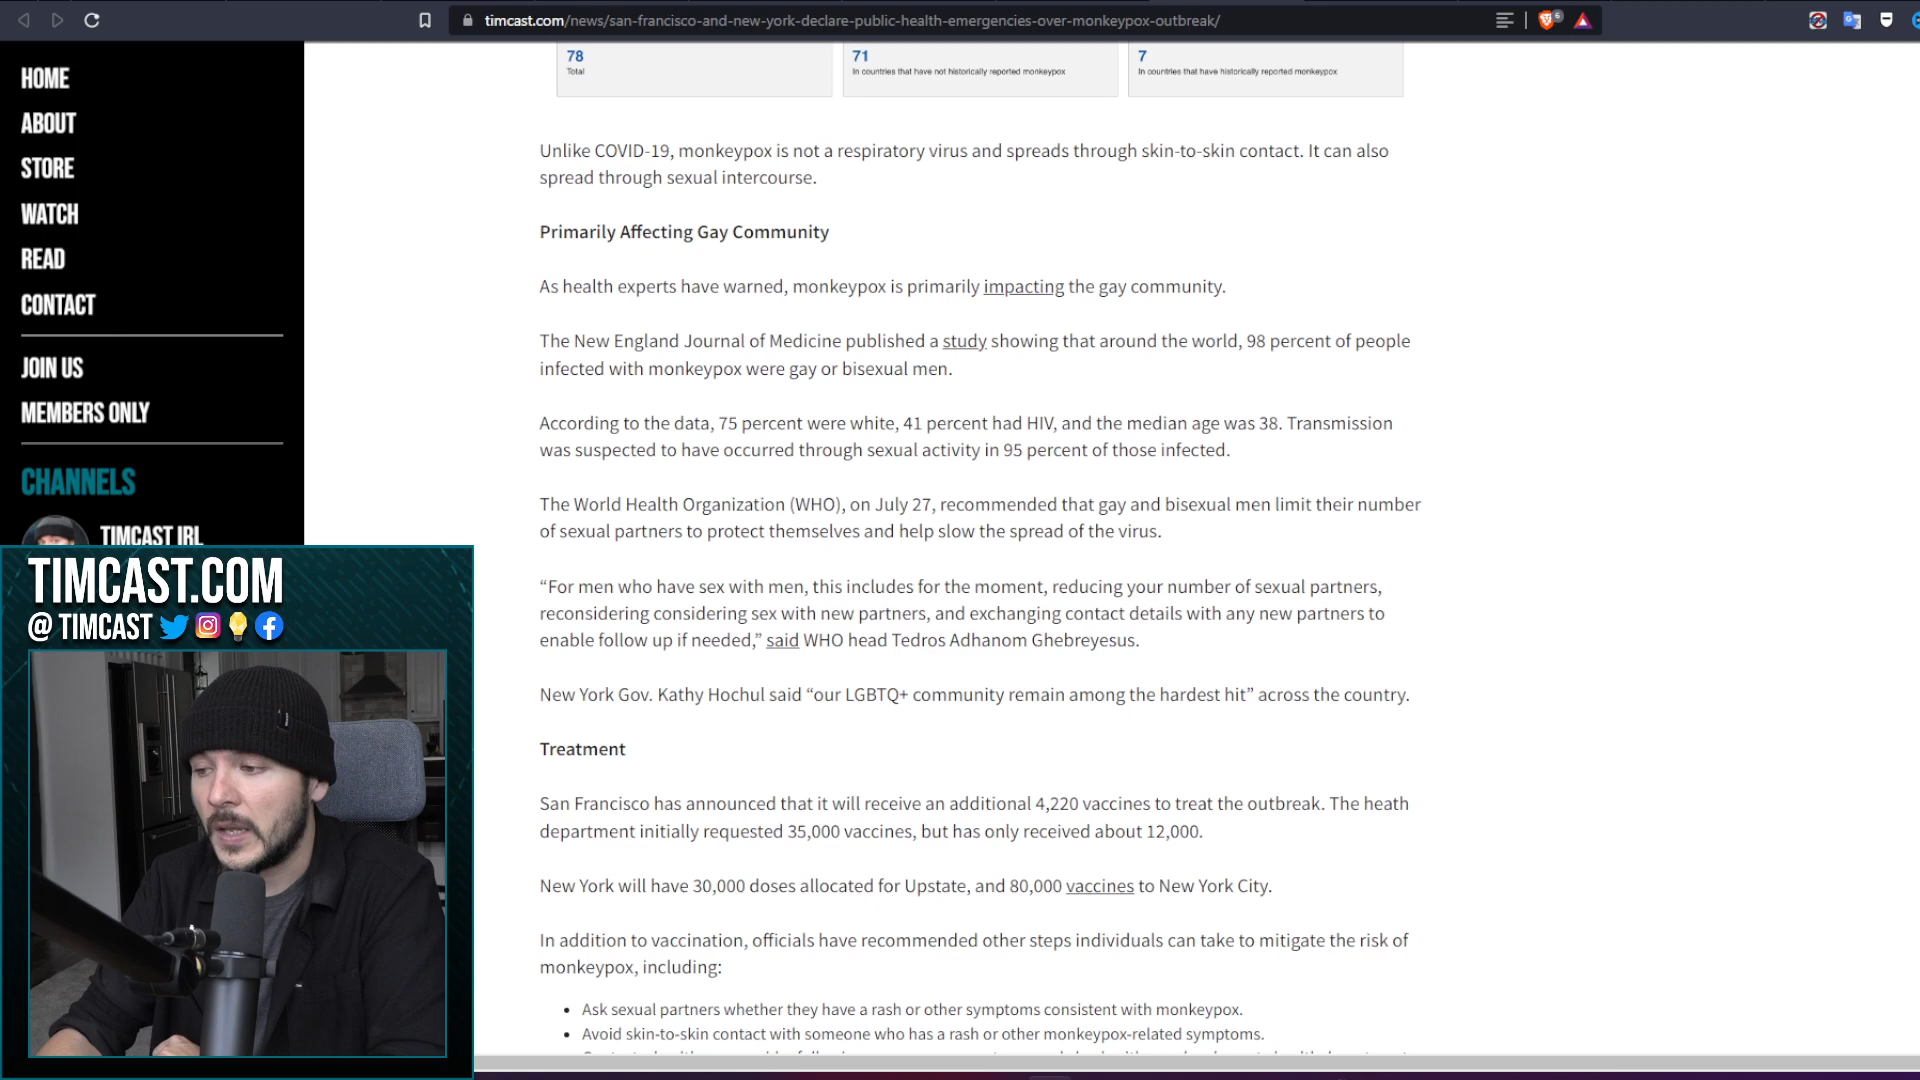 timcast.com/news/san-francisco-and-new-york-declare-public-health-emergencies-over-monkeypox-outbreak/
6
HOME
ABOUT
STORE
WATCH
READ
CONTACT
JOIN US
MEMBERS ONLY
CHANNELS
TIMCAST IRL
TIMCAST.COM
@ TIMCAST
78
Total
71
In countries that have not historically reported monkeypox
7
In countries that have historically reported monkeypox
Unlike COVID-19, monkeypox is not a respiratory virus and spreads through skin-to-skin contact. It can also
spread through sexual intercourse.
Primarily Affecting Gay Community
As health experts have warned, monkeypox is primarily impacting the gay community.
The New England Journal of Medicine published a study showing that around the world, 98 percent of people
infected with monkeypox were gay or bisexual men.
According to the data, 75 percent were white, 41 percent had HIV, and the median age was 38. Transmission
was suspected to have occurred through sexual activity in 95 percent of those infected.
The World Health Organization (WHO), on July 27, recommended that gay and bisexual men limit their number
of sexual partners to protect themselves and help slow the spread of the virus.
“For men who have sex with men, this includes for the moment, reducing your number of sexual partners,
reconsidering considering sex with new partners, and exchanging contact details with any new partners to
enable follow up if needed,” said WHO head Tedros Adhanom Ghebreyesus.
New York Gov. Kathy Hochul said “our LGBTQ+ community remain among the hardest hit” across the country.
Treatment
San Francisco has announced that it will receive an additional 4,220 vaccines to treat the outbreak. The heath
department initially requested 35,000 vaccines, but has only received about 12,000.
New York will have 30,000 doses allocated for Upstate, and 80,000 vaccines to New York City.
In addition to vaccination, officials have recommended other steps individuals can take to mitigate the risk of
monkeypox, including:
• Ask sexual partners whether they have a rash or other symptoms consistent with monkeypox.
• Avoid skin-to-skin contact with someone who has a rash or other monkeypox-related symptoms.